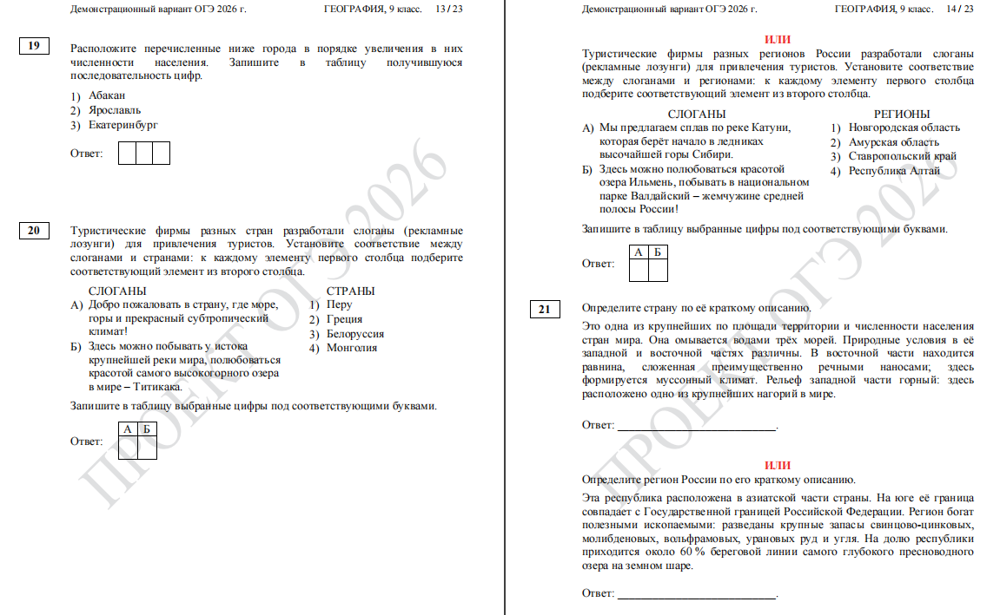 Демонстрационный вариант ОГЭ 2026 г. ГЕОГРАФИЯ, 9 класс. 13 / 23
19
Расположите перечисленные ниже города в порядке увеличения в них
численности населения. Запишите в таблицу получившуюся
последовательность цифр.
1) Абакан
2) Ярославль
3) Екатеринбург
Ответ:
20
Туристические фирмы разных стран разработали слоганы (рекламные
лозунги) для привлечения туристов. Установите соответствие между
слоганами и странами: к каждому элементу первого столбца подберите
соответствующий элемент из второго столбца.
СЛОГАНЫ СТРАНЫ
А) Добро пожаловать в страну, где море, 1) Перу
горы и прекрасный субтропический 2) Греция
климат! 3) Белоруссия
Б) Здесь можно побывать у истока 4) Монголия
крупнейшей реки мира, полюбоваться
красотой самого высокогорного озера
в мире – Титикака.
Запишите в таблицу выбранные цифры под соответствующими буквами.
А Б
Ответ:
ПРОЕКТ ОГЭ 2026
Демонстрационный вариант ОГЭ 2026 г. ГЕОГРАФИЯ, 9 класс. 14 / 23
ИЛИ
Туристические фирмы разных регионов России разработали слоганы
(рекламные лозунги) для привлечения туристов. Установите соответствие
между слоганами и регионами: к каждому элементу первого столбца
подберите соответствующий элемент из второго столбца.
СЛОГАНЫ РЕГИОНЫ
А) Мы предлагаем сплав по реке Катуни, 1) Новгородская область
которая берёт начало в ледниках 2) Амурская область
высочайшей горы Сибири. 3) Ставропольский край
Б) Здесь можно полюбоваться красотой 4) Республика Алтай
озера Ильмень, побывать в национальном
парке Валдайский – жемчужине средней
полосы России!
Запишите в таблицу выбранные цифры под соответствующими буквами.
А Б
Ответ:
21
Определите страну по её краткому описанию.
Это одна из крупнейших по площади территории и численности населения
стран мира. Она омывается водами трёх морей. Природные условия в её
западной и восточной частях различны. В восточной части находится
равнина, сложенная преимущественно речными наносами; здесь
формируется муссонный климат. Рельеф западной части горный: здесь
расположено одно из крупнейших нагорий в мире.
Ответ: ___________________________.
ИЛИ
Определите регион России по его краткому описанию.
Эта республика расположена в азиатской части страны. На юге её граница
совпадает с Государственной границей Российской Федерации. Регион богат
полезными ископаемыми: разведаны крупные запасы свинцово-цинковых,
молибденовых, вольфрамовых, урановых руд и угля. На долю республики
приходится около 60 % береговой линии самого глубокого пресноводного
озера на земном шаре.
Ответ: ___________________________.
ПРОЕКТ ОГЭ 2026